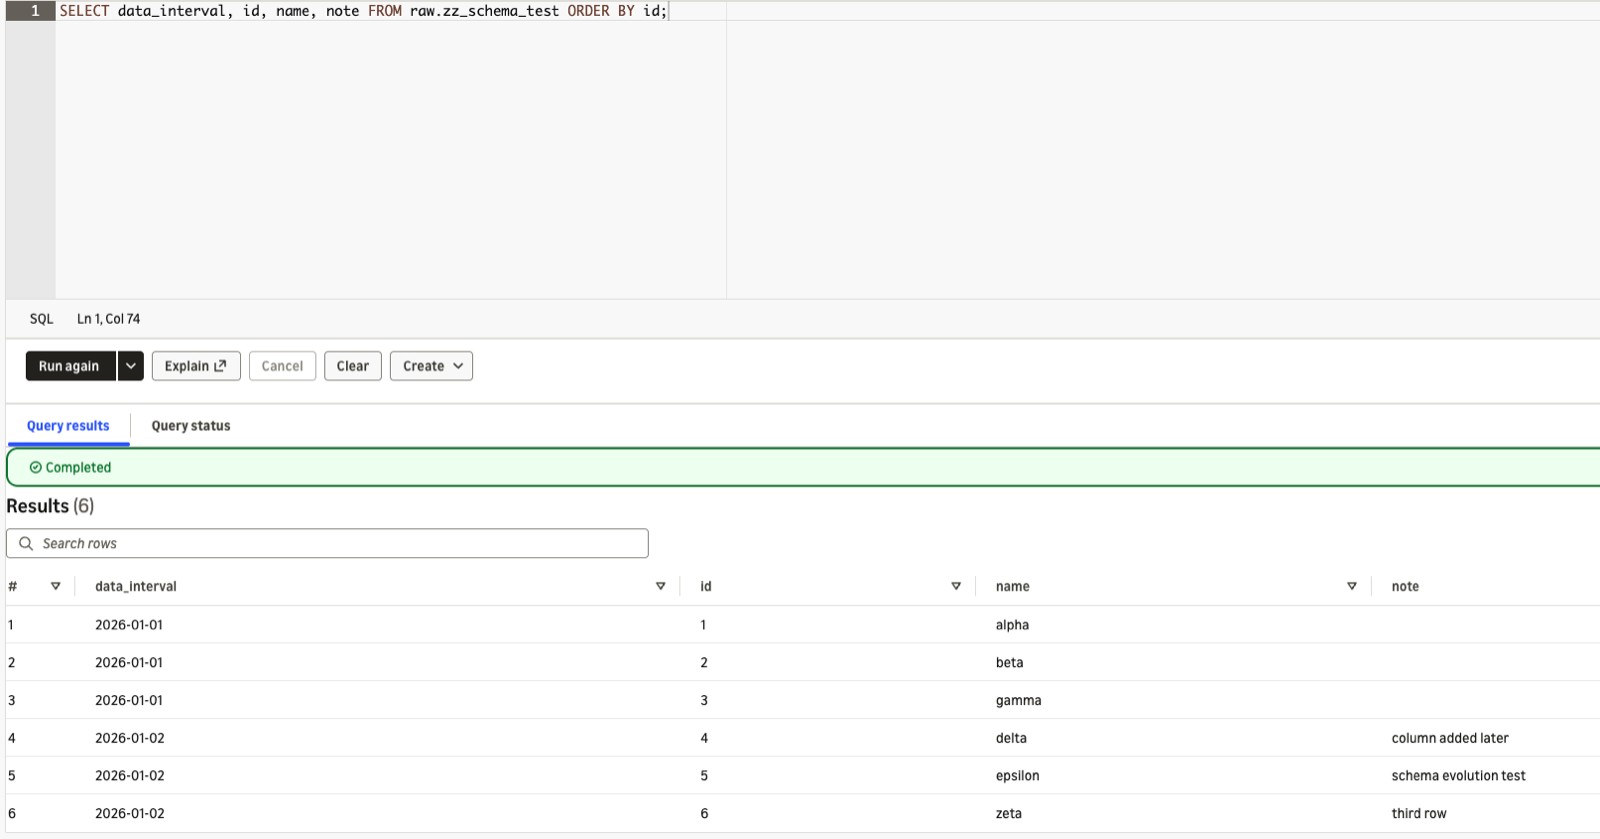 1 SELECT data_interval, id, name, note FROM raw.zz_schema_test ORDER BY id;
SQL Ln 1, Col 74
Run again Explain Cancel Clear Create
Query results Query status
Completed
Results (6)
Search rows
# data_interval id name note
1 2026-01-01 1 alpha
2 2026-01-01 2 beta
3 2026-01-01 3 gamma
4 2026-01-02 4 delta column added later
5 2026-01-02 5 epsilon schema evolution test
6 2026-01-02 6 zeta third row